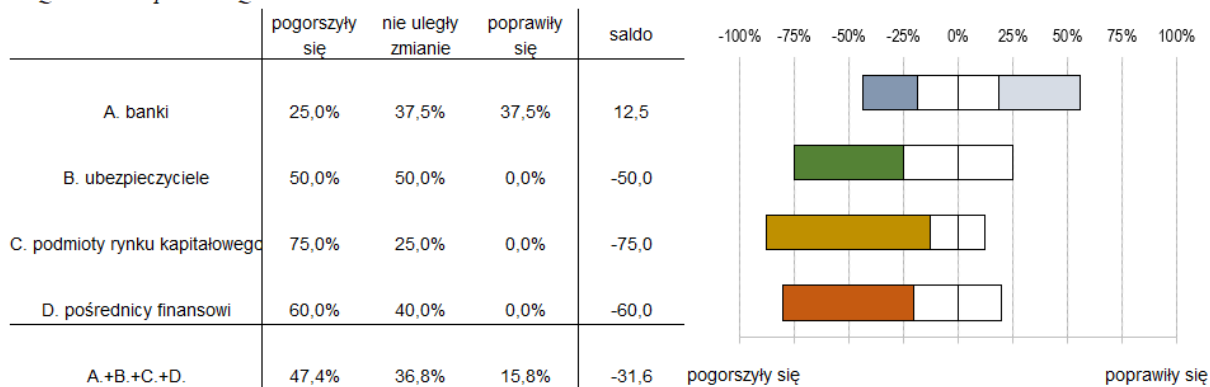 pogorszyły się nie uległy zmianie poprawiły się saldo
-100% -75% -50% -25% 0% 25% 50% 75% 100%
A. banki 25,0% 37,5% 37,5% 12,5
B. ubezpieczyciele 50,0% 50,0% 0,0% -50,0
C. podmioty rynku kapitałowego 75,0% 25,0% 0,0% -75,0
D. pośrednicy finansowi 60,0% 40,0% 0,0% -60,0
A.+B.+C.+D. 47,4% 36,8% 15,8% -31,6
pogorszyły się poprawiły się